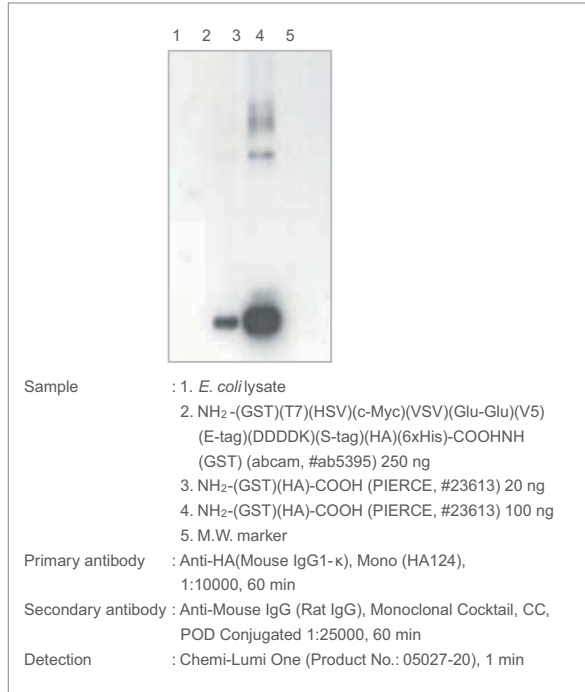 1 2 3 4 5
Sample : 1. E. coli lysate
2. NH2-(GST)(T7)(HSV)(c-Myc)(VSV)(Glu-Glu)(V5)
(E-tag)(DDDDK)(S-tag)(HA)(6xHis)-COOHNH
(GST) (abcam, #ab5395) 250 ng
3. NH2-(GST)(HA)-COOH (PIERCE, #23613) 20 ng
4. NH2-(GST)(HA)-COOH (PIERCE, #23613) 100 ng
5. M.W. marker
Primary antibody : Anti-HA(Mouse IgG1-κ), Mono (HA124),
1:10000, 60 min
Secondary antibody : Anti-Mouse IgG (Rat IgG), Monoclonal Cocktail, CC,
POD Conjugated 1:25000, 60 min
Detection : Chemi-Lumi One (Product No.: 05027-20), 1 min